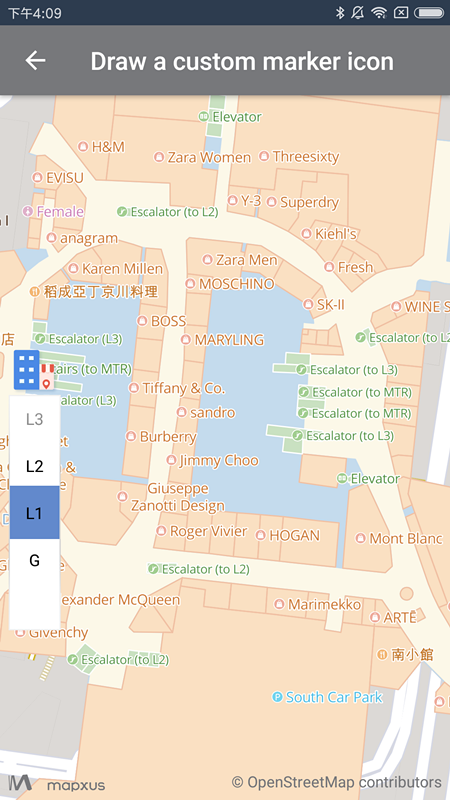 下午4:09
Draw a custom marker icon
Elevator
H&M
Zara Women
Threesixty
EVISU
Y-3
Superdry
Female
Escalator (to L2)
Kiehl's
anagram
Zara Men
Karen Millen
Fresh
MOSCHINO
稻成亞丁京川料理
SK-II
WINE S
BOSS
店
Escalator (L3)
MARYLING
Escalator (to L2
airs (to MTR)
Escalator (to L3)
Tiffany & Co.
Escalator (to MTR)
alator (L3)
sandro
Escalator (to MTR)
L3
Burberry
Escalator (to L3)
L2
Jimmy Choo
&
Elevator
Giuseppe
Zanotti Design
L1
Roger Vivier
HOGAN
Mont Blanc
G
Escalator (to L2)
exander McQueen
Marimekko
ARTE
Givenchy
南小館
Escalator (to L2)
South Car Park
mapxus
© OpenStreetMap contributors